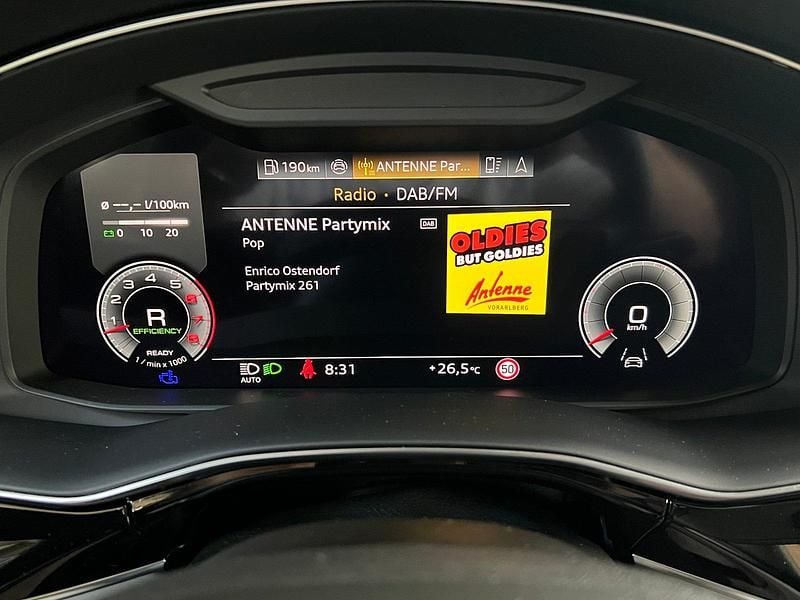 190km
ANTENNE Par...
Radio · DAB/FM
ø --,- l/100km
0 10 20
ANTENNE Partymix
DAB
Pop
Enrico Ostendorf
Partymix 261
OLDIES
BUT GOLDIES
Antenne
VORARLBERG
1 2 3 4 5
R
EFFICIENCY
READY
1 / min x 1000
0
km/h
AUTO
8:31
+26,5°C
50